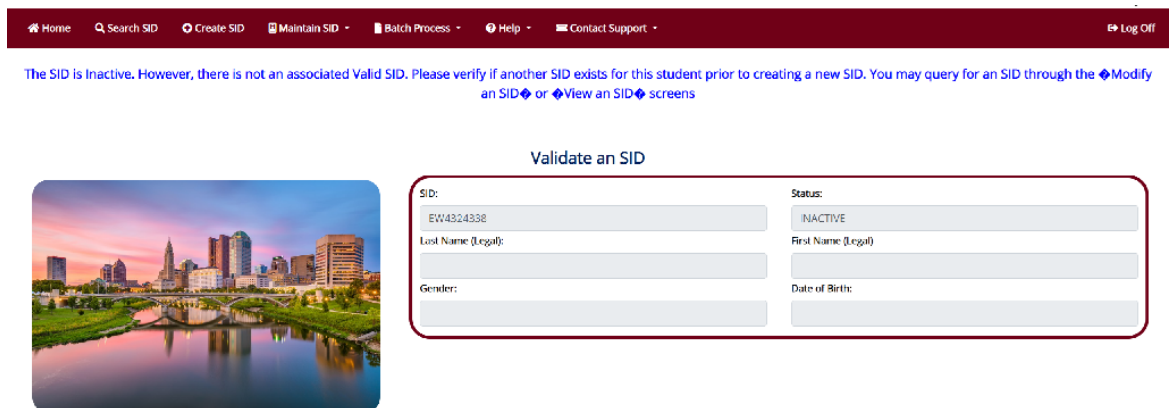 Home Search SID Create SID Maintain SID Batch Process Help Contact Support Log Off
The SID is Inactive. However, there is not an associated Valid SID. Please verify if another SID exists for this student prior to creating a new SID. You may query for an SID through the �Modify
an SID� or �View an SID� screens
Validate an SID
SID: Status:
EW4324338 INACTIVE
Last Name (Legal): First Name (Legal)
Gender: Date of Birth: